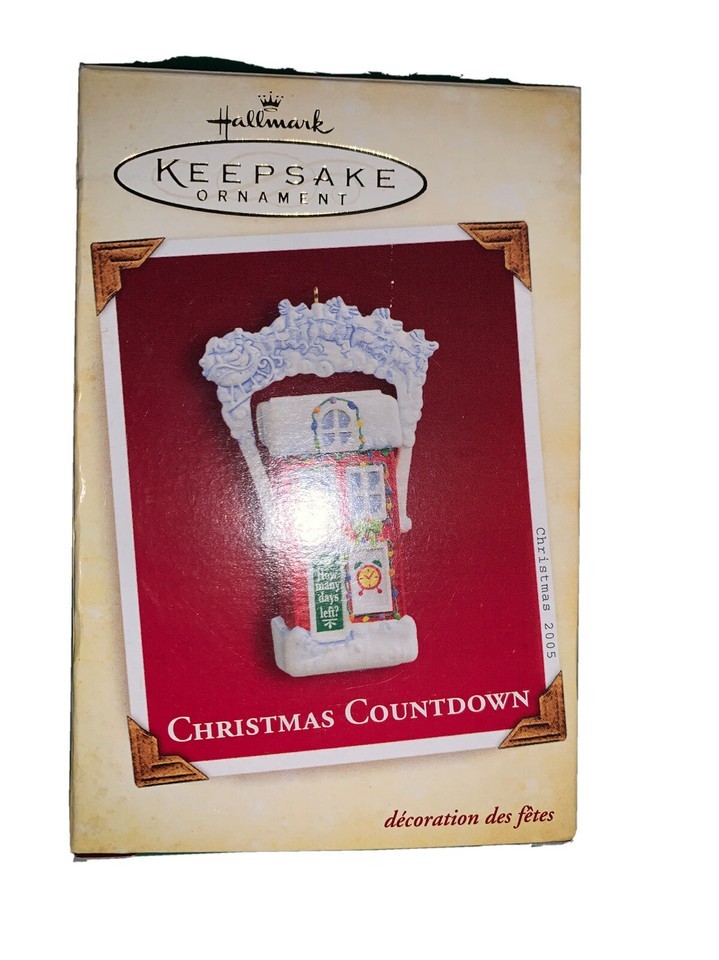 Hallmark
KEEPSAKE
ORNAMENT
How
many
days
left?
Christmas 2005
CHRISTMAS COUNTDOWN
décoration des fêtes